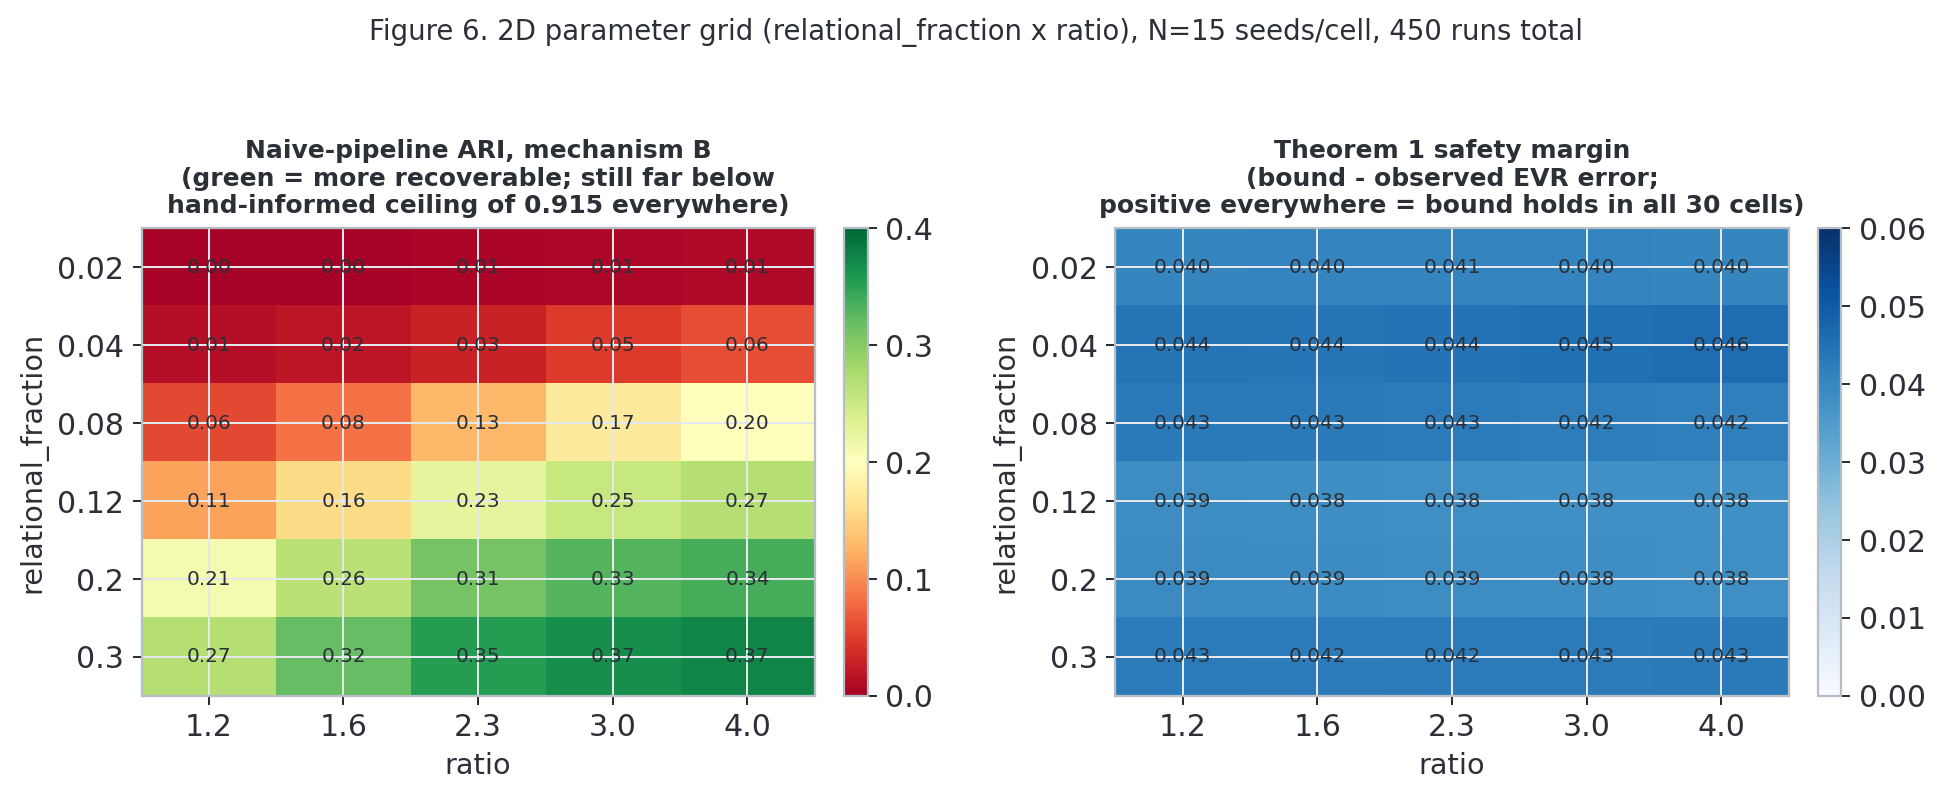 Figure 6. 2D parameter grid (relational_fraction x ratio), N=15 seeds/cell, 450 runs total
Naive-pipeline ARI, mechanism B
(green = more recoverable; still far below
hand-informed ceiling of 0.915 everywhere)
relational_fraction
0.02 0.00 0.00 0.01 0.01 0.01
0.04 0.01 0.02 0.03 0.05 0.06
0.08 0.06 0.08 0.13 0.17 0.20
0.12 0.11 0.16 0.23 0.25 0.27
0.2 0.21 0.26 0.31 0.33 0.34
0.3 0.27 0.32 0.35 0.37 0.37
1.2 1.6 2.3 3.0 4.0
ratio
0.4
0.3
0.2
0.1
0.0
Theorem 1 safety margin
(bound - observed EVR error;
positive everywhere = bound holds in all 30 cells)
relational_fraction
0.02 0.040 0.040 0.041 0.040 0.040
0.04 0.044 0.044 0.044 0.045 0.046
0.08 0.043 0.043 0.043 0.042 0.042
0.12 0.039 0.038 0.038 0.038 0.038
0.2 0.039 0.039 0.039 0.038 0.038
0.3 0.043 0.042 0.042 0.043 0.043
1.2 1.6 2.3 3.0 4.0
ratio
0.06
0.05
0.04
0.03
0.02
0.01
0.00